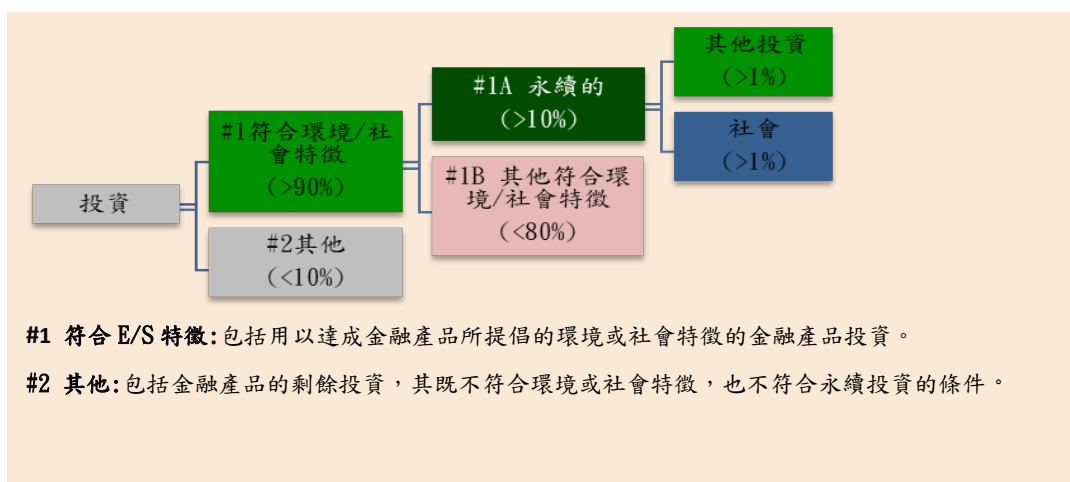 投資
#1符合環境/社
會特徵
(>90%)
#2其他
(<10%)
#1A 永續的
(>10%)
#1B 其他符合環
境/社會特徵
(<80%)
其他投資
(>1%)
社會
(>1%)
#1 符合 E/S 特徵:包括用以達成金融產品所提倡的環境或社會特徵的金融產品投資。
#2 其他:包括金融產品的剩餘投資，其既不符合環境或社會特徵，也不符合永續投資的條件。